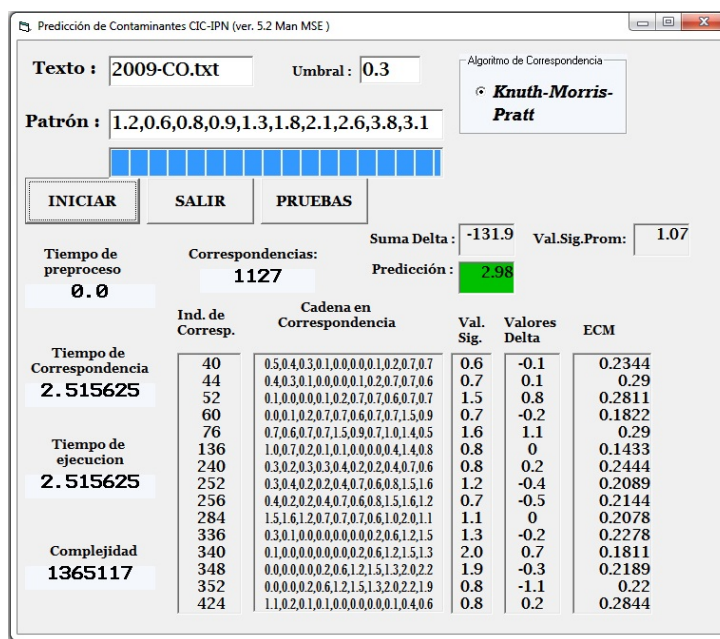 Predicción de Contaminantes CIC-IPN (ver. 5.2 Man MSE )
Texto : 2009-CO.txt Umbral : 0.3
Algoritmo de Correspondencia
Knuth-Morris-
Pratt
Patrón : 1.2,0.6,0.8,0.9,1.3,1.8,2.1,2.6,3.8,3.1
INICIAR SALIR PRUEBAS
Suma Delta : -131.9 Val.Sig.Prom: 1.07
Predicción : 2.98
Tiempo de
preproceso
0.0
Correspondencias:
1127
Tiempo de
Correspondencia
2.515625
Tiempo de
ejecucion
2.515625
Complejidad
1365117
Ind. de
Corresp.
Cadena en
Correspondencia
Val.
Sig.
Valores
Delta
ECM
40 0.5,0.4,0.3,0.1,0.0,0.0,0.1,0.2,0.7,0.7 0.6 -0.1 0.2344
44 0.4,0.3,0.1,0.0,0.0,0.1,0.2,0.7,0.7,0.6 0.7 0.1 0.29
52 0.1,0.0,0.0,0.1,0.2,0.7,0.7,0.6,0.7,0.7 1.5 0.8 0.2811
60 0.0,0.1,0.2,0.7,0.7,0.6,0.7,0.7,1.5,0.9 0.7 -0.2 0.1822
76 0.7,0.6,0.7,0.7,1.5,0.9,0.7,1.0,1.4,0.5 1.6 1.1 0.29
136 1.0,0.7,0.2,0.1,0.1,0.0,0.0,0.4,1.4,0.8 0.8 0 0.1433
240 0.3,0.2,0.3,0.3,0.4,0.2,0.2,0.4,0.7,0.6 0.8 0.2 0.2444
252 0.3,0.4,0.2,0.2,0.4,0.7,0.6,0.8,1.5,1.6 1.2 -0.4 0.2089
256 0.4,0.2,0.2,0.4,0.7,0.6,0.8,1.5,1.6,1.2 0.7 -0.5 0.2144
284 1.5,1.6,1.2,0.7,0.7,0.7,0.6,1.0,2.0,1.1 1.1 0 0.2078
336 0.3,0.1,0.0,0.0,0.0,0.0,0.2,0.6,1.2,1.5 1.3 -0.2 0.2278
340 0.1,0.0,0.0,0.0,0.0,0.2,0.6,1.2,1.5,1.3 2.0 0.7 0.1811
348 0.0,0.0,0.0,0.2,0.6,1.2,1.5,1.3,2.0,2.2 1.9 -0.3 0.2189
352 0.0,0.0,0.2,0.6,1.2,1.5,1.3,2.0,2.2,1.9 0.8 -1.1 0.22
424 1.1,0.2,0.1,0.1,0.0,0.0,0.0,0.1,0.4,0.6 0.8 0.2 0.2844